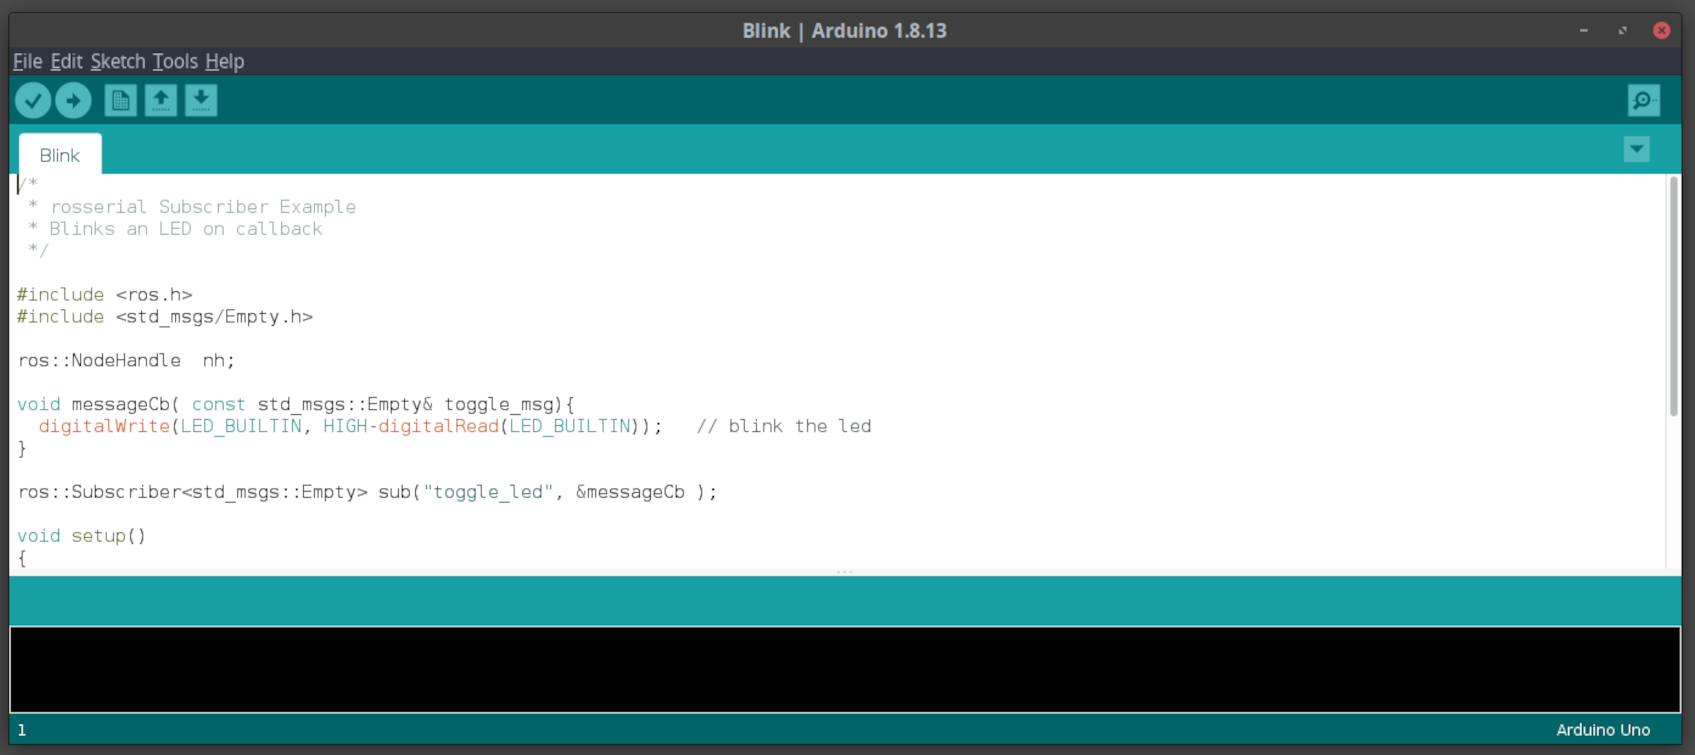 Blink | Arduino 1.8.13
File Edit Sketch Tools Help
Blink
/*
 * rosserial Subscriber Example
 * Blinks an LED on callback
 */
#include <ros.h>
#include <std_msgs/Empty.h>
ros::NodeHandle  nh;
void messageCb( const std_msgs::Empty& toggle_msg){
  digitalWrite(LED_BUILTIN, HIGH-digitalRead(LED_BUILTIN));   // blink the led
}
ros::Subscriber<std_msgs::Empty> sub("toggle_led", &messageCb );
void setup()
{
1
Arduino Uno